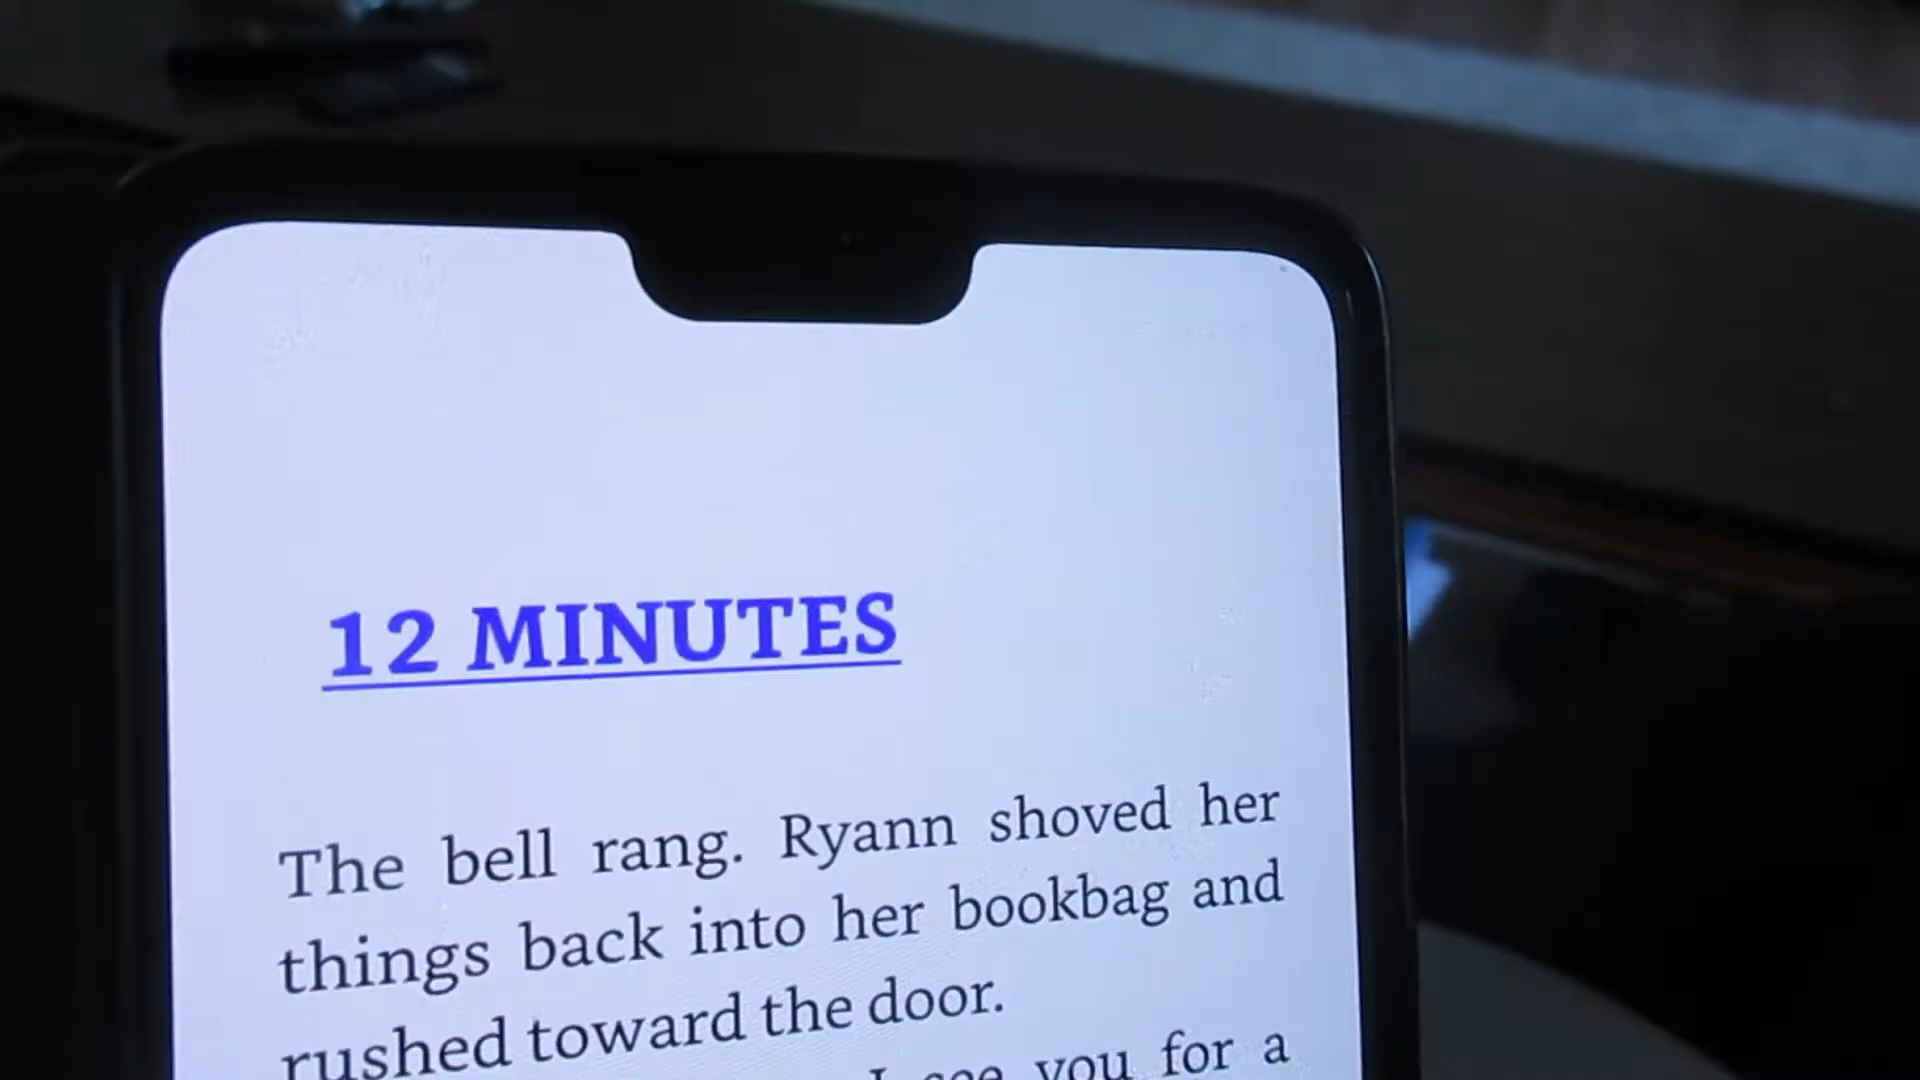 12 MINUTES
The bell rang. Ryann shoved her
things back into her bookbag and
rushed toward the door.
I see you for a